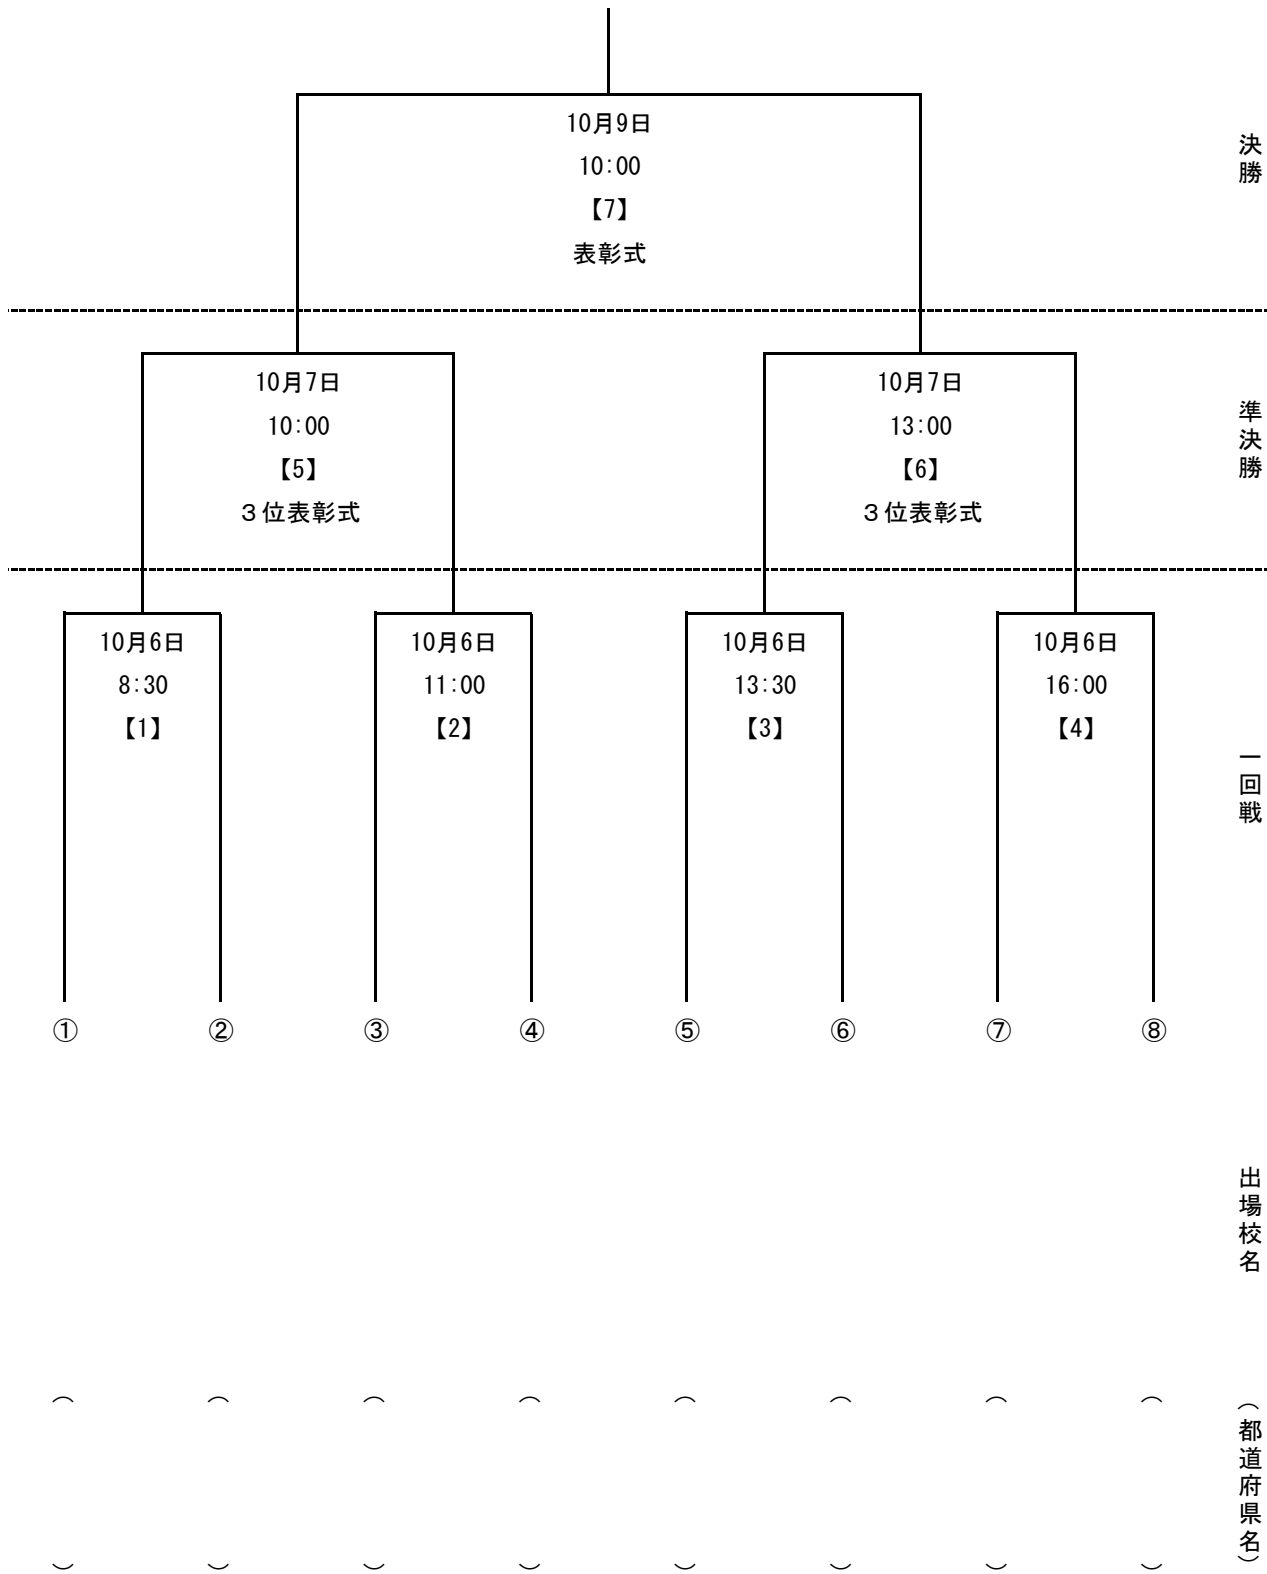 10月9日
10:00
【7】
表彰式
決勝
10月7日
10:00
【5】
３位表彰式
10月7日
13:00
【6】
３位表彰式
準決勝
10月6日
8:30
【1】
10月6日
11:00
【2】
10月6日
13:30
【3】
10月6日
16:00
【4】
一回戦
① ② ③ ④ ⑤ ⑥ ⑦ ⑧
出場校名
（ ） （ ） （ ） （ ） （ ） （ ） （ ） （ ）
（都道府県名）